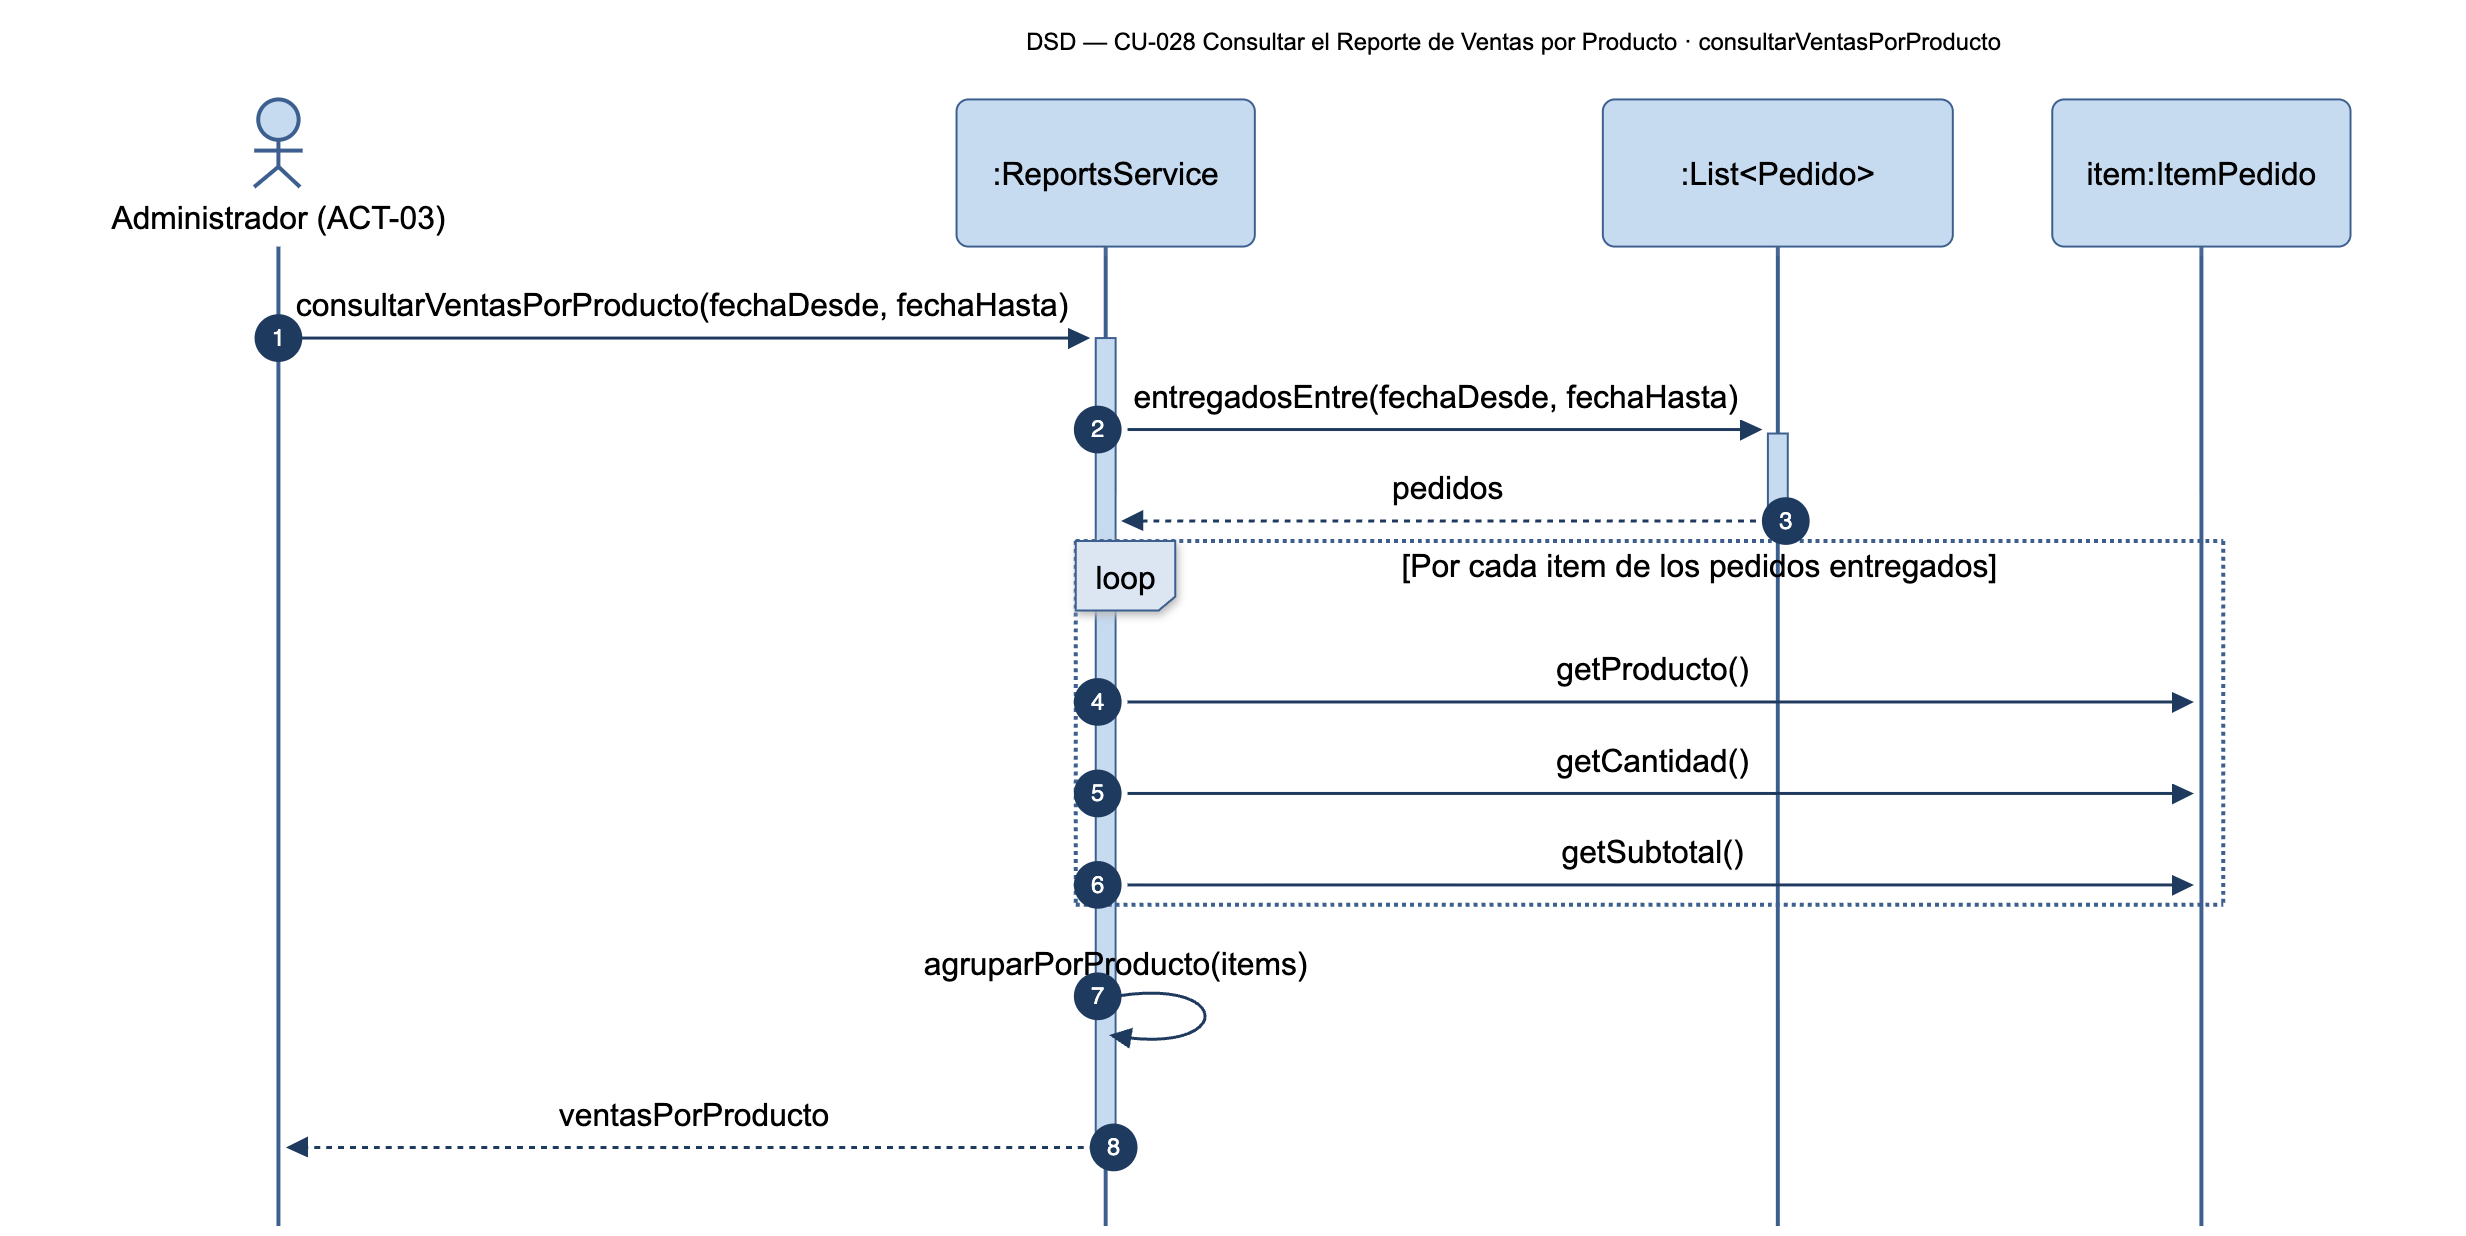 DSD — CU-028 Consultar el Reporte de Ventas por Producto · consultarVentasPorProducto
Administrador (ACT-03)
:ReportsService
:List<Pedido>
item:ItemPedido
consultarVentasPorProducto(fechaDesde, fechaHasta)
1
entregadosEntre(fechaDesde, fechaHasta)
2
pedidos
3
loop
[Por cada item de los pedidos entregados]
getProducto()
4
getCantidad()
5
getSubtotal()
6
agruparPorProducto(items)
7
ventasPorProducto
8